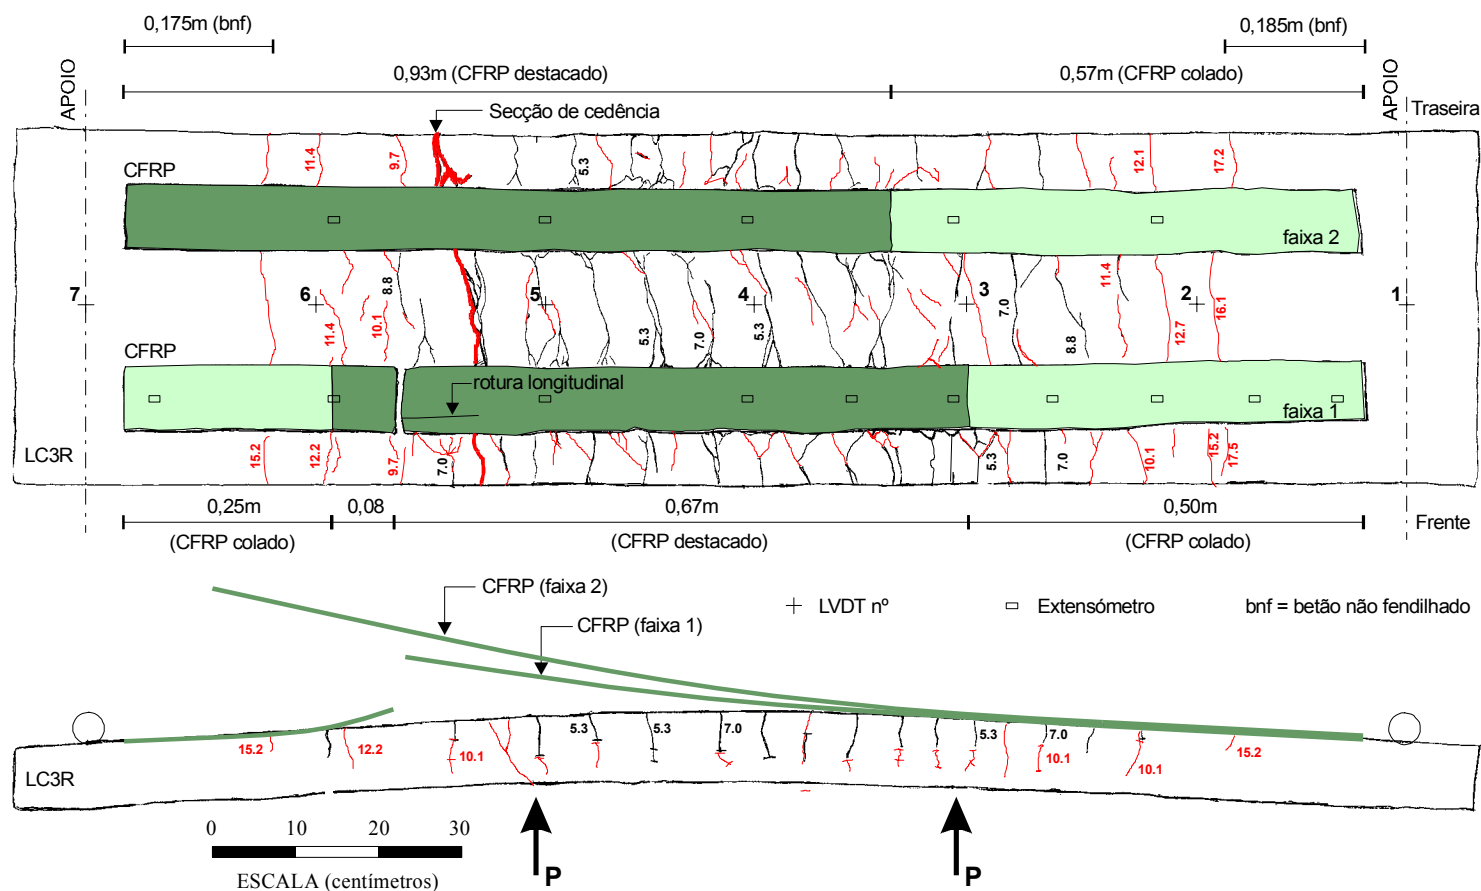 0,175m (bnf)
0,185m (bnf)
0,93m (CFRP destacado)
0,57m (CFRP colado)
APOIO
APOIO
Secção de cedência
Traseira
CFRP
11.4
9.7
5.3
12.1
17.2
faixa 2
7
6
5
4
3
2
1
8.8
11.4
10.1
5.3
7.0
5.3
7.0
8.8
11.4
12.7
16.1
CFRP
rotura longitudinal
faixa 1
LC3R
15.2
12.2
9.7
7.0
5.3
7.0
10.1
15.2
17.5
0,25m
0,08
0,67m
0,50m
Frente
(CFRP colado)
(CFRP destacado)
(CFRP colado)
CFRP (faixa 2)
CFRP (faixa 1)
LVDT nº
Extensómetro
bnf = betão não fendilhado
15.2
12.2
10.1
5.3
5.3
7.0
5.3
7.0
10.1
10.1
15.2
LC3R
0 10 20 30
ESCALA (centímetros)
P
P